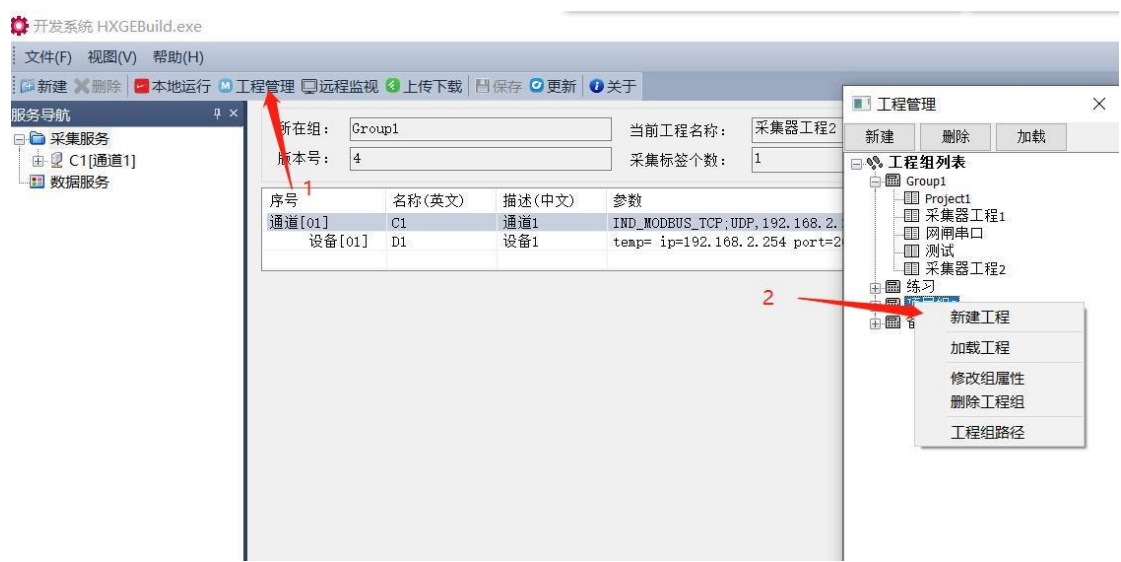 开发系统 HXGEBuild.exe
文件(F) 视图(V) 帮助(H)
新建 删除 本地运行 工程管理 远程监视 上传下载 保存 更新 关于
服务导航
采集服务
C1[通道1]
数据服务
所在组： Group1 当前工程名称： 采集器工程2
版本号： 4 采集标签个数： 1
1
序号 名称(英文) 描述(中文) 参数
通道[01] C1 通道1 IND_MODBUS_TCP;UDP,192.168.2.
设备[01] D1 设备1 temp= ip=192.168.2.254 port=2
2
工程管理
新建 删除 加载
工程组列表
Group1
Project1
采集器工程1
网闸串口
测试
采集器工程2
练习
新建工程
加载工程
修改组属性
删除工程组
工程组路径